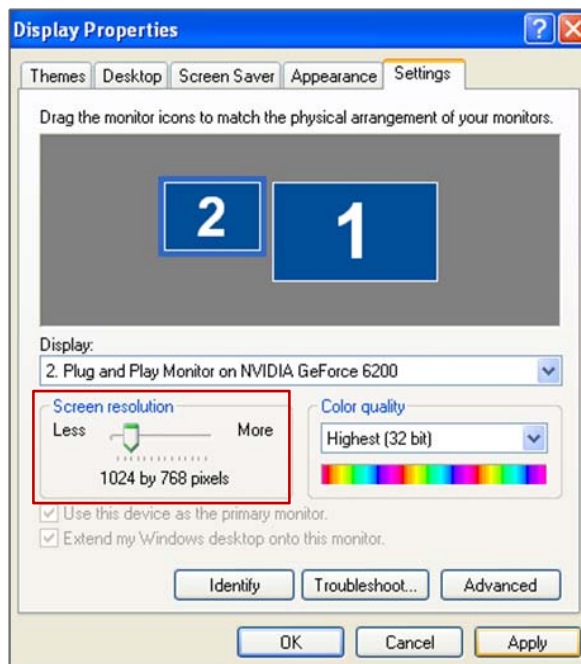 Display Properties
Themes Desktop Screen Saver Appearance Settings
Drag the monitor icons to match the physical arrangement of your monitors.
2 1
Display:
2. Plug and Play Monitor on NVIDIA GeForce 6200
Screen resolution
Less More
1024 by 768 pixels
Color quality
Highest (32 bit)
Use this device as the primary monitor.
Extend my Windows desktop onto this monitor.
Identify Troubleshoot... Advanced
OK Cancel Apply